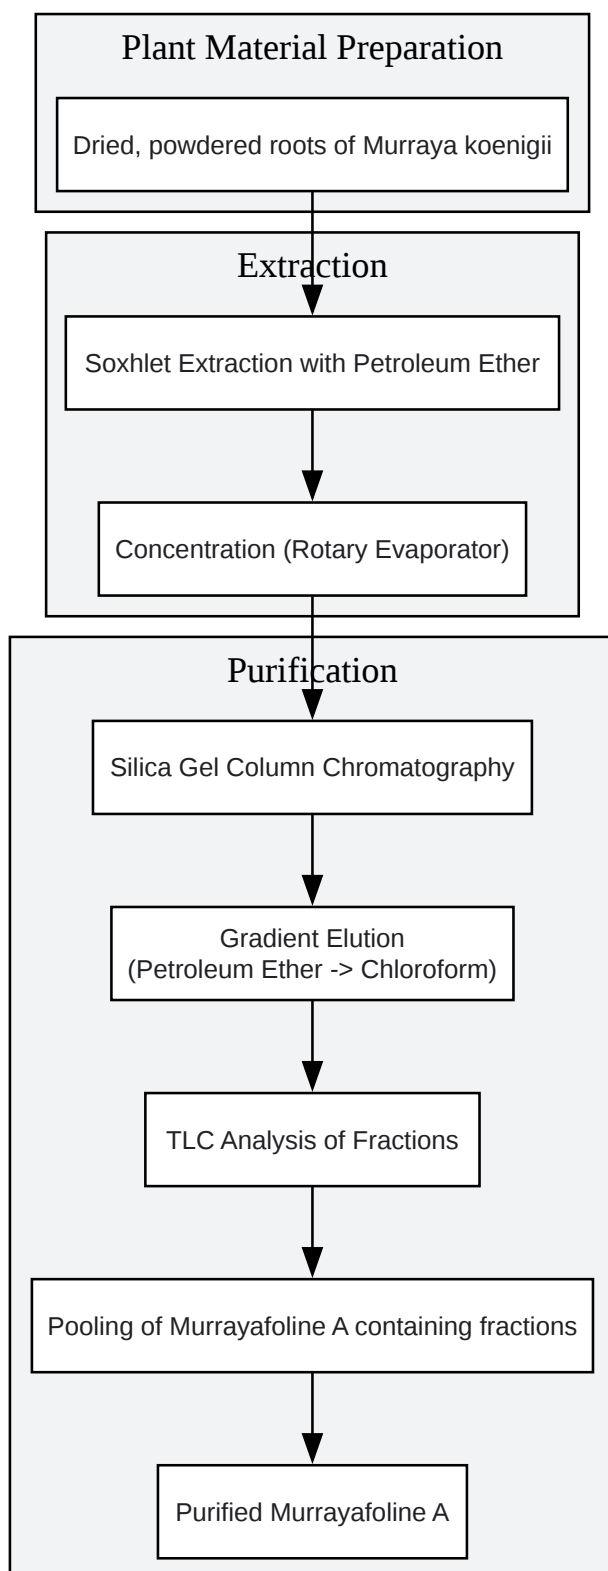 Plant Material Preparation
Dried, powdered roots of Murraya koenigii
Extraction
Soxhlet Extraction with Petroleum Ether
Concentration (Rotary Evaporator)
Purification
Silica Gel Column Chromatography
Gradient Elution
(Petroleum Ether -> Chloroform)
TLC Analysis of Fractions
Pooling of Murrayafoline A containing fractions
Purified Murrayafoline A